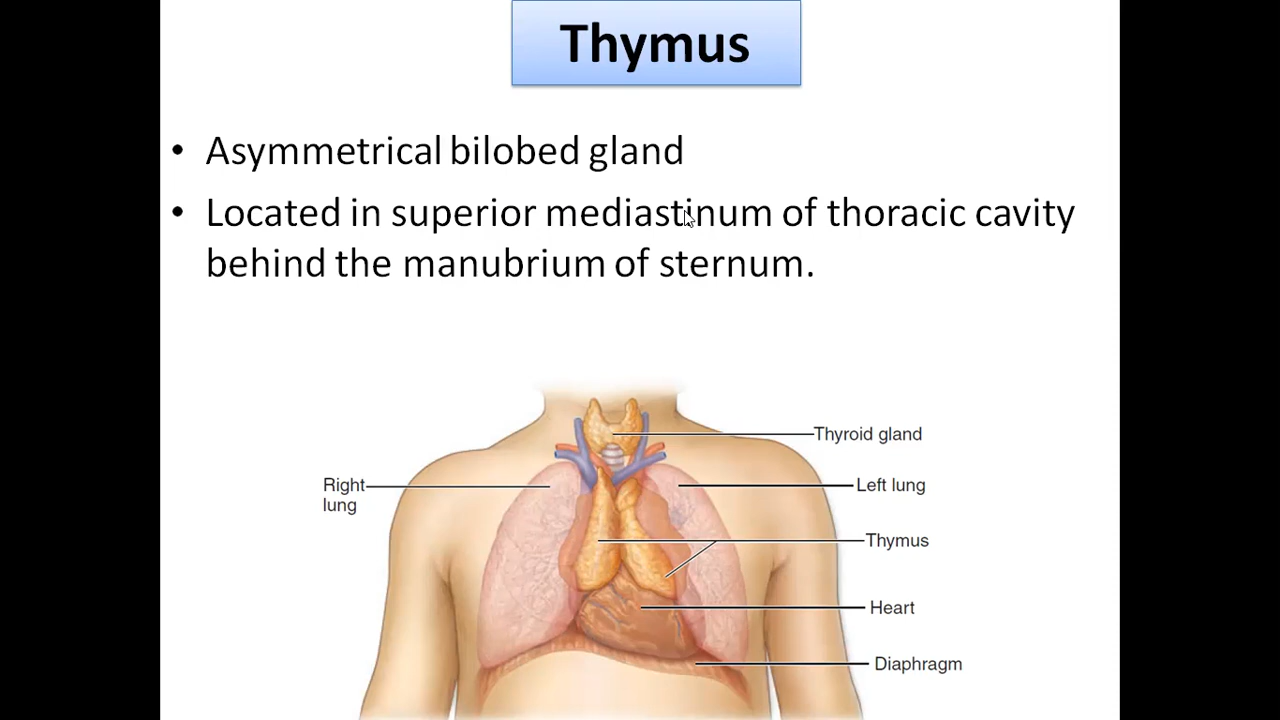 Thymus
• Asymmetrical bilobed gland
• Located in superior mediastinum of thoracic cavity
behind the manubrium of sternum.
Thyroid gland
Right
lung
Left lung
Thymus
Heart
Diaphragm